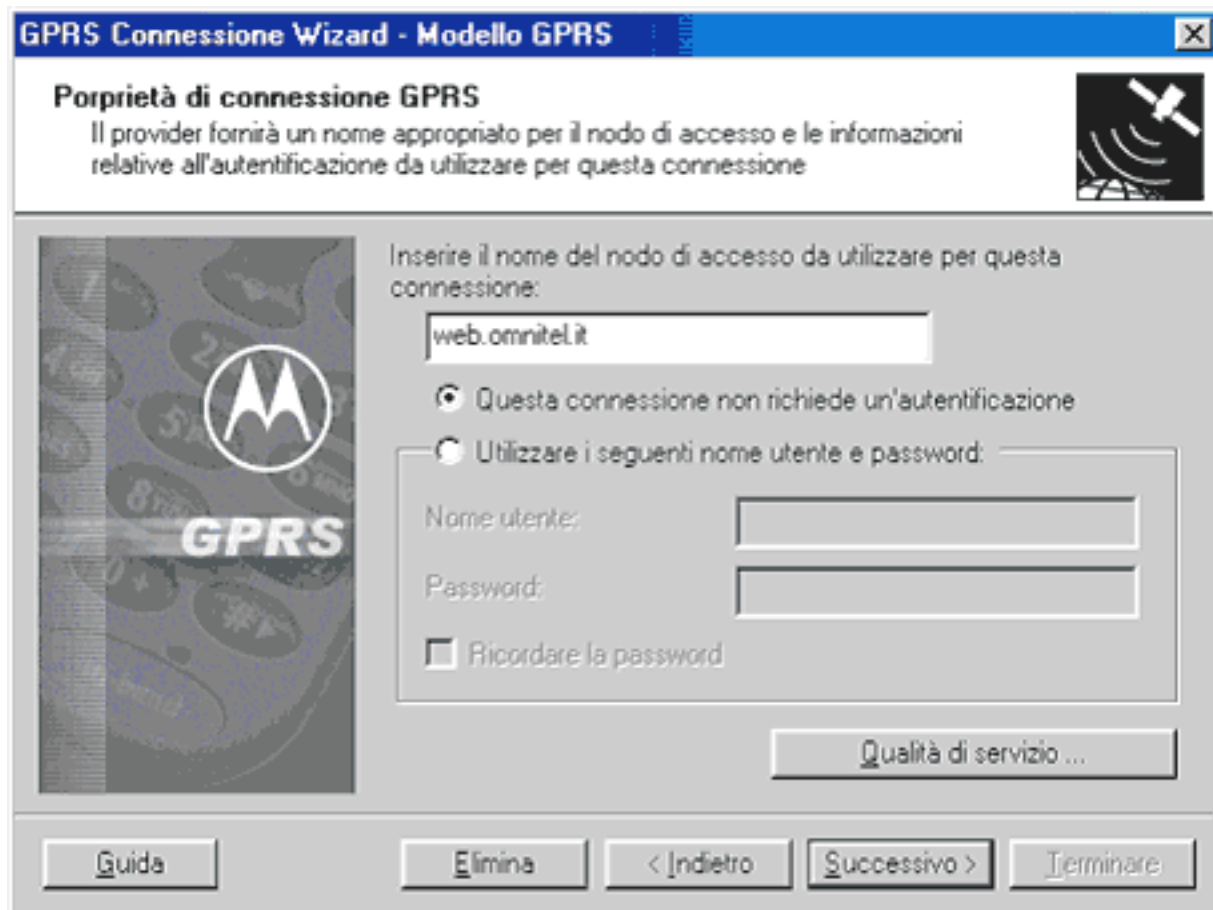 GPRS Connessione Wizard - Modello GPRS
Porprietà di connessione GPRS
Il provider fornirà un nome appropriato per il nodo di accesso e le informazioni
relative all'autentificazione da utilizzare per questa connessione
Inserire il nome del nodo di accesso da utilizzare per questa
connessione:
web.omnitel.it
Questa connessione non richiede un'autentificazione
Utilizzare i seguenti nome utente e password:
Nome utente:
Password:
Ricordare la password
GPRS
Qualità di servizio ...
Guida
Elimina
< Indietro
Successivo >
Terminare